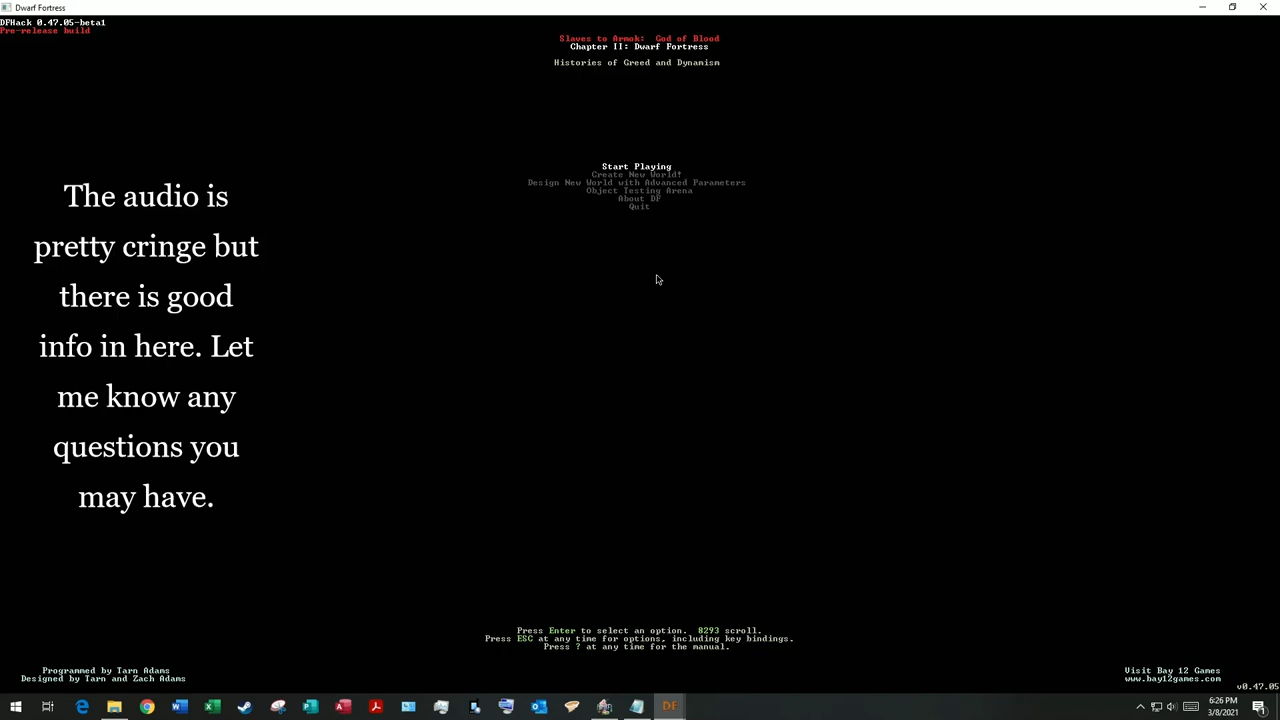 Dwarf Fortress
DFHack 0.47.05-beta1
Pre-release build
Slaves to Armok: God of Blood
Chapter II: Dwarf Fortress
Histories of Greed and Dynamism
Start Playing
Create New World!
Design New World with Advanced Parameters
Object Testing Arena
About DF
Quit
The audio is
pretty cringe but
there is good
info in here. Let
me know any
questions you
may have.
Press Enter to select an option. 8293 scroll.
Press ESC at any time for options, including key bindings.
Press ? at any time for the manual.
Programmed by Tarn Adams
Designed by Tarn and Zach Adams
Visit Bay 12 Games
www.bay12games.com
v0.47.05
DF
6:26 PM
3/8/2021